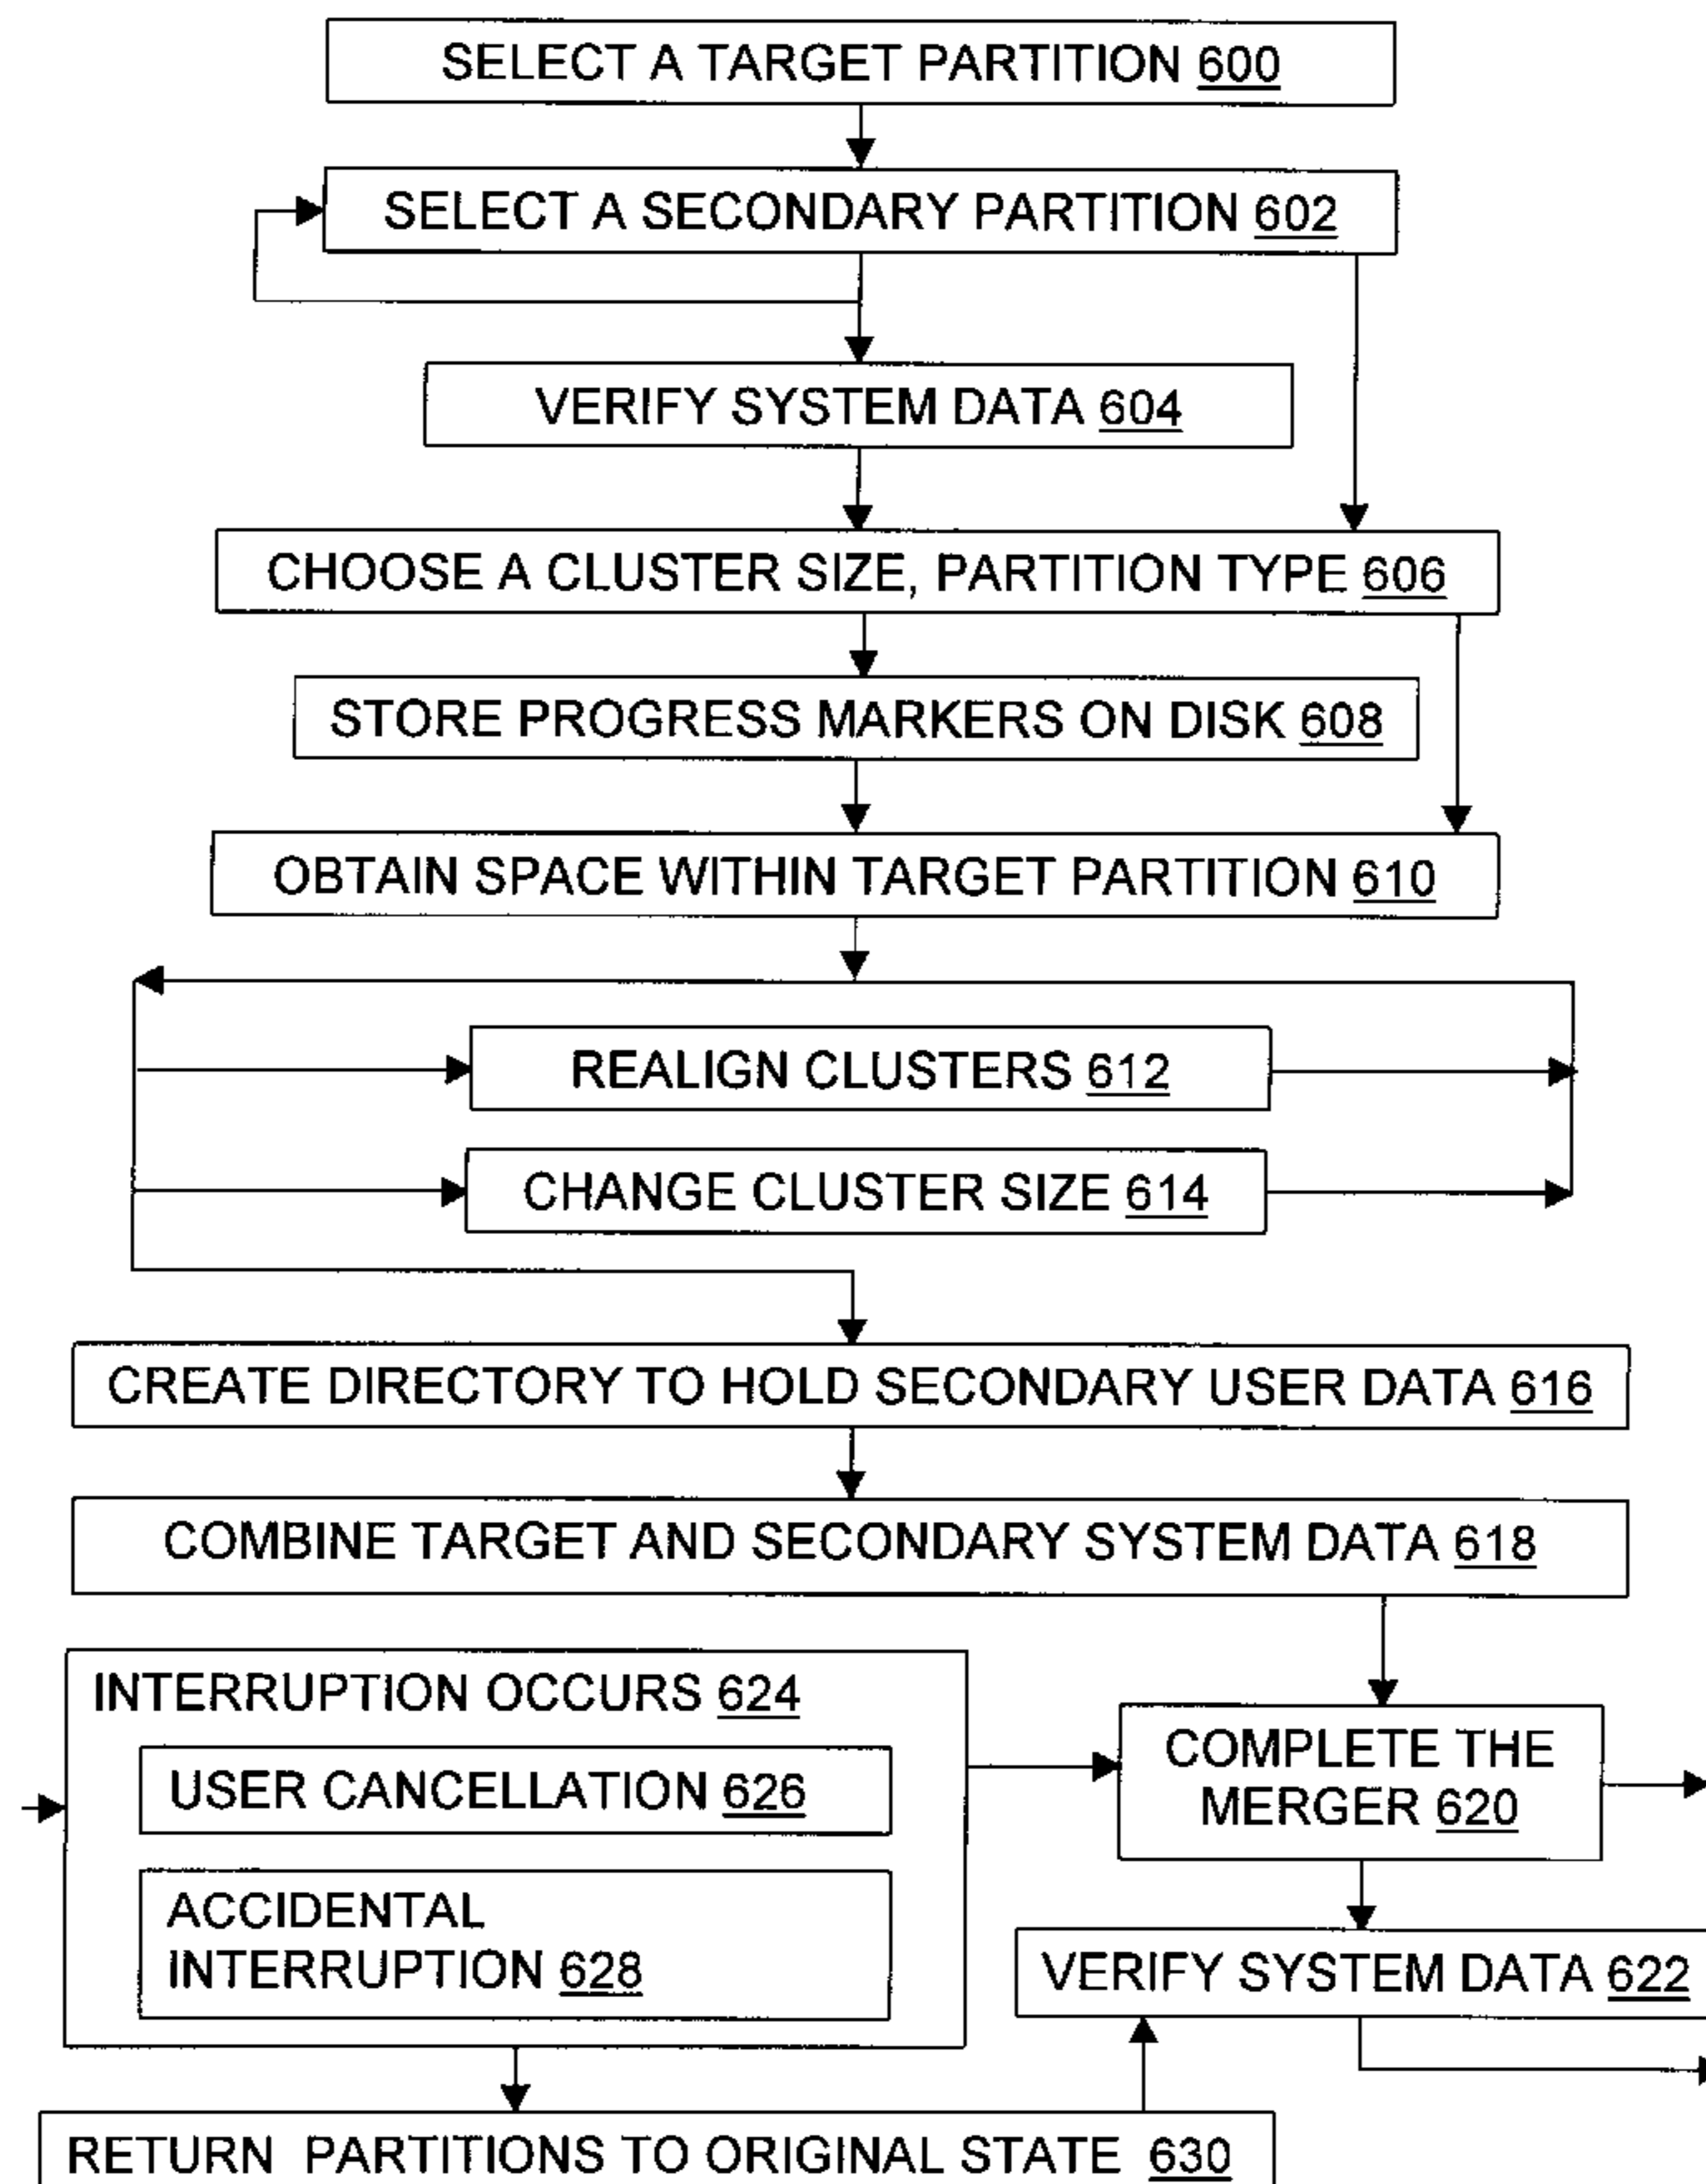 SELECT A TARGET PARTITION 600
SELECT A SECONDARY PARTITION 602
VERIFY SYSTEM DATA 604
CHOOSE A CLUSTER SIZE, PARTITION TYPE 606
STORE PROGRESS MARKERS ON DISK 608
OBTAIN SPACE WITHIN TARGET PARTITION 610
REALIGN CLUSTERS 612
CHANGE CLUSTER SIZE 614
CREATE DIRECTORY TO HOLD SECONDARY USER DATA 616
COMBINE TARGET AND SECONDARY SYSTEM DATA 618
INTERRUPTION OCCURS 624
USER CANCELLATION 626
ACCIDENTAL
INTERRUPTION 628
COMPLETE THE
MERGER 620
VERIFY SYSTEM DATA 622
RETURN PARTITIONS TO ORIGINAL STATE 630